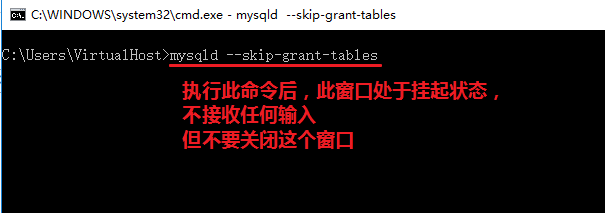 C:\WINDOWS\system32\cmd.exe - mysqld  --skip-grant-tables
C:\Users\VirtualHost>mysqld --skip-grant-tables
执行此命令后，此窗口处于挂起状态，
不接收任何输入
但不要关闭这个窗口